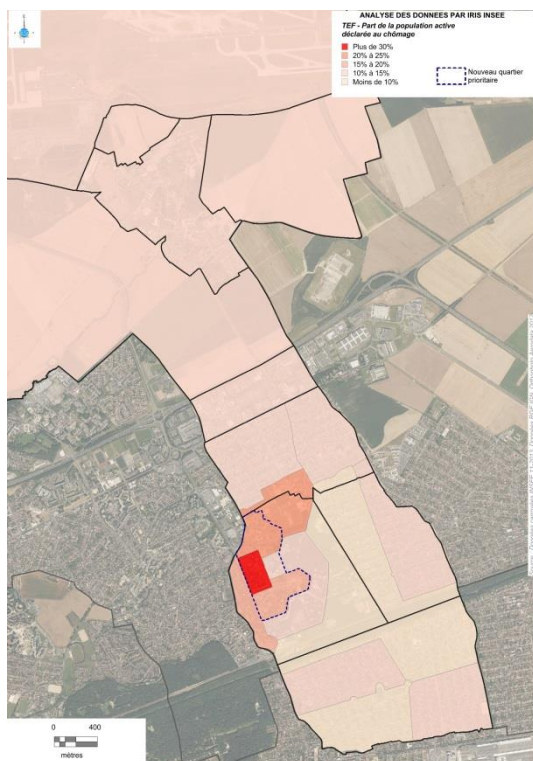 ANALYSE DES DONNEES PAR IRIS INSEE
TEF - Part de la population active
déclarée au chômage
Plus de 30%
20% à 25%
15% à 20%
10% à 15%
Moins de 10%
Nouveau quartier
prioritaire
0 400
mètres